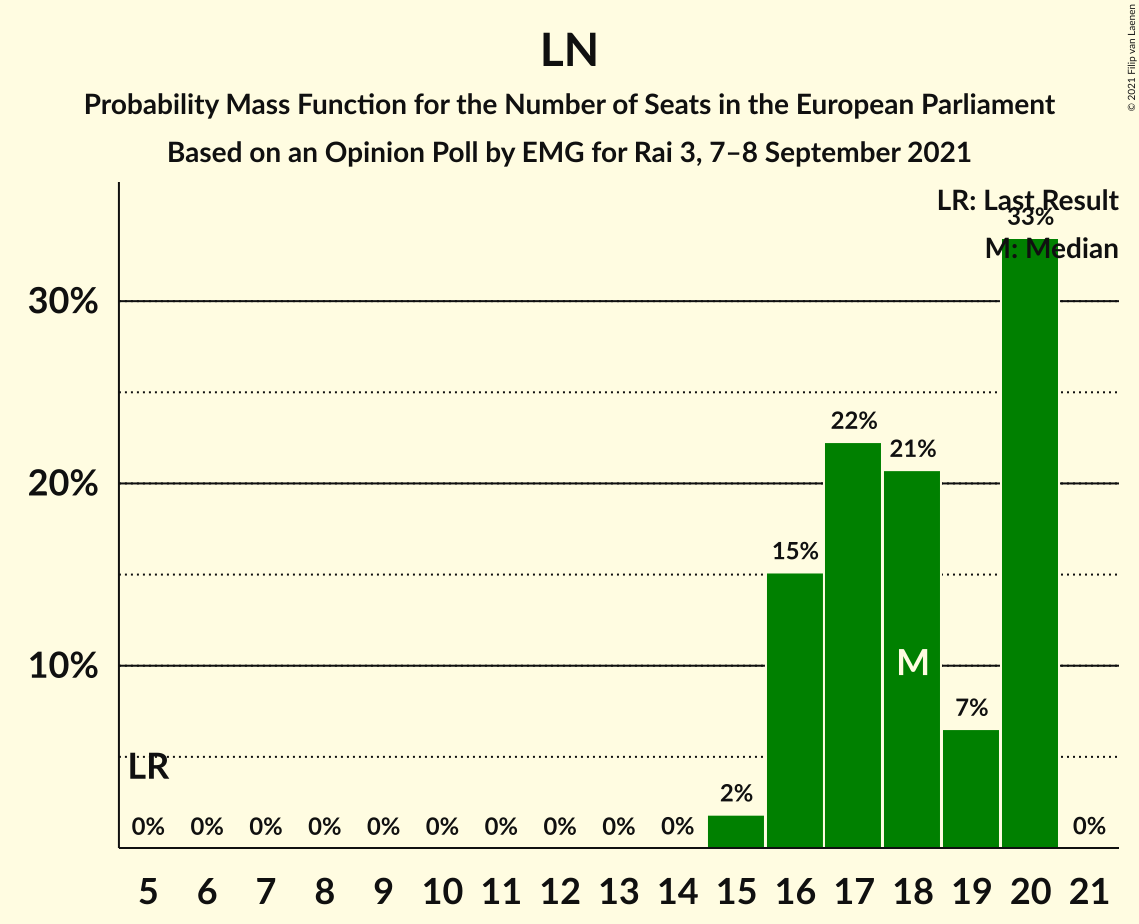 © 2021 Filip van Laenen
LN
Probability Mass Function for the Number of Seats in the European Parliament
Based on an Opinion Poll by EMG for Rai 3, 7–8 September 2021
LR: Last Result
33%
M: Median
30%
22%
21%
20%
15%
M
10%
7%
LR
2%
0% 0% 0% 0% 0% 0% 0% 0% 0% 0% 0%
5 6 7 8 9 10 11 12 13 14 15 16 17 18 19 20 21